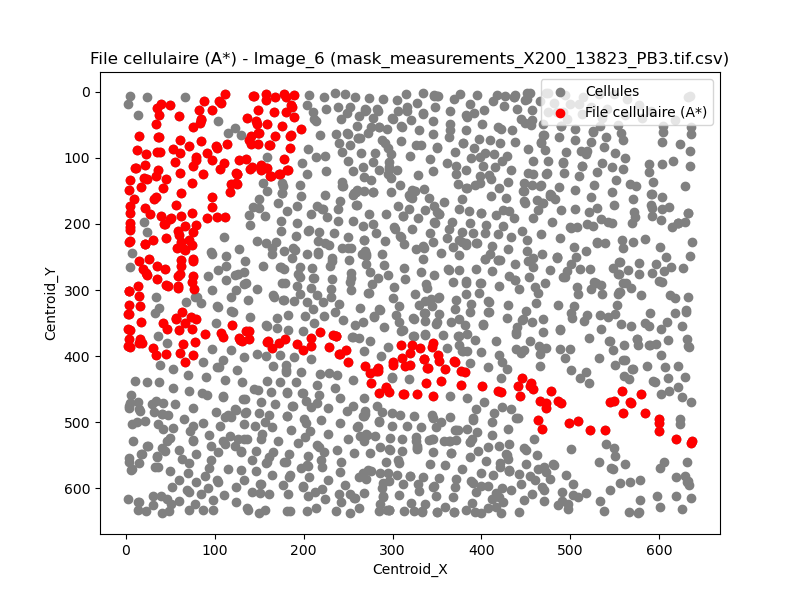 File cellulaire (A*) - Image_6 (mask_measurements_X200_13823_PB3.tif.csv)
Cellules
File cellulaire (A*)
Centroid_Y
0
100
200
300
400
500
600
0 100 200 300 400 500 600
Centroid_X